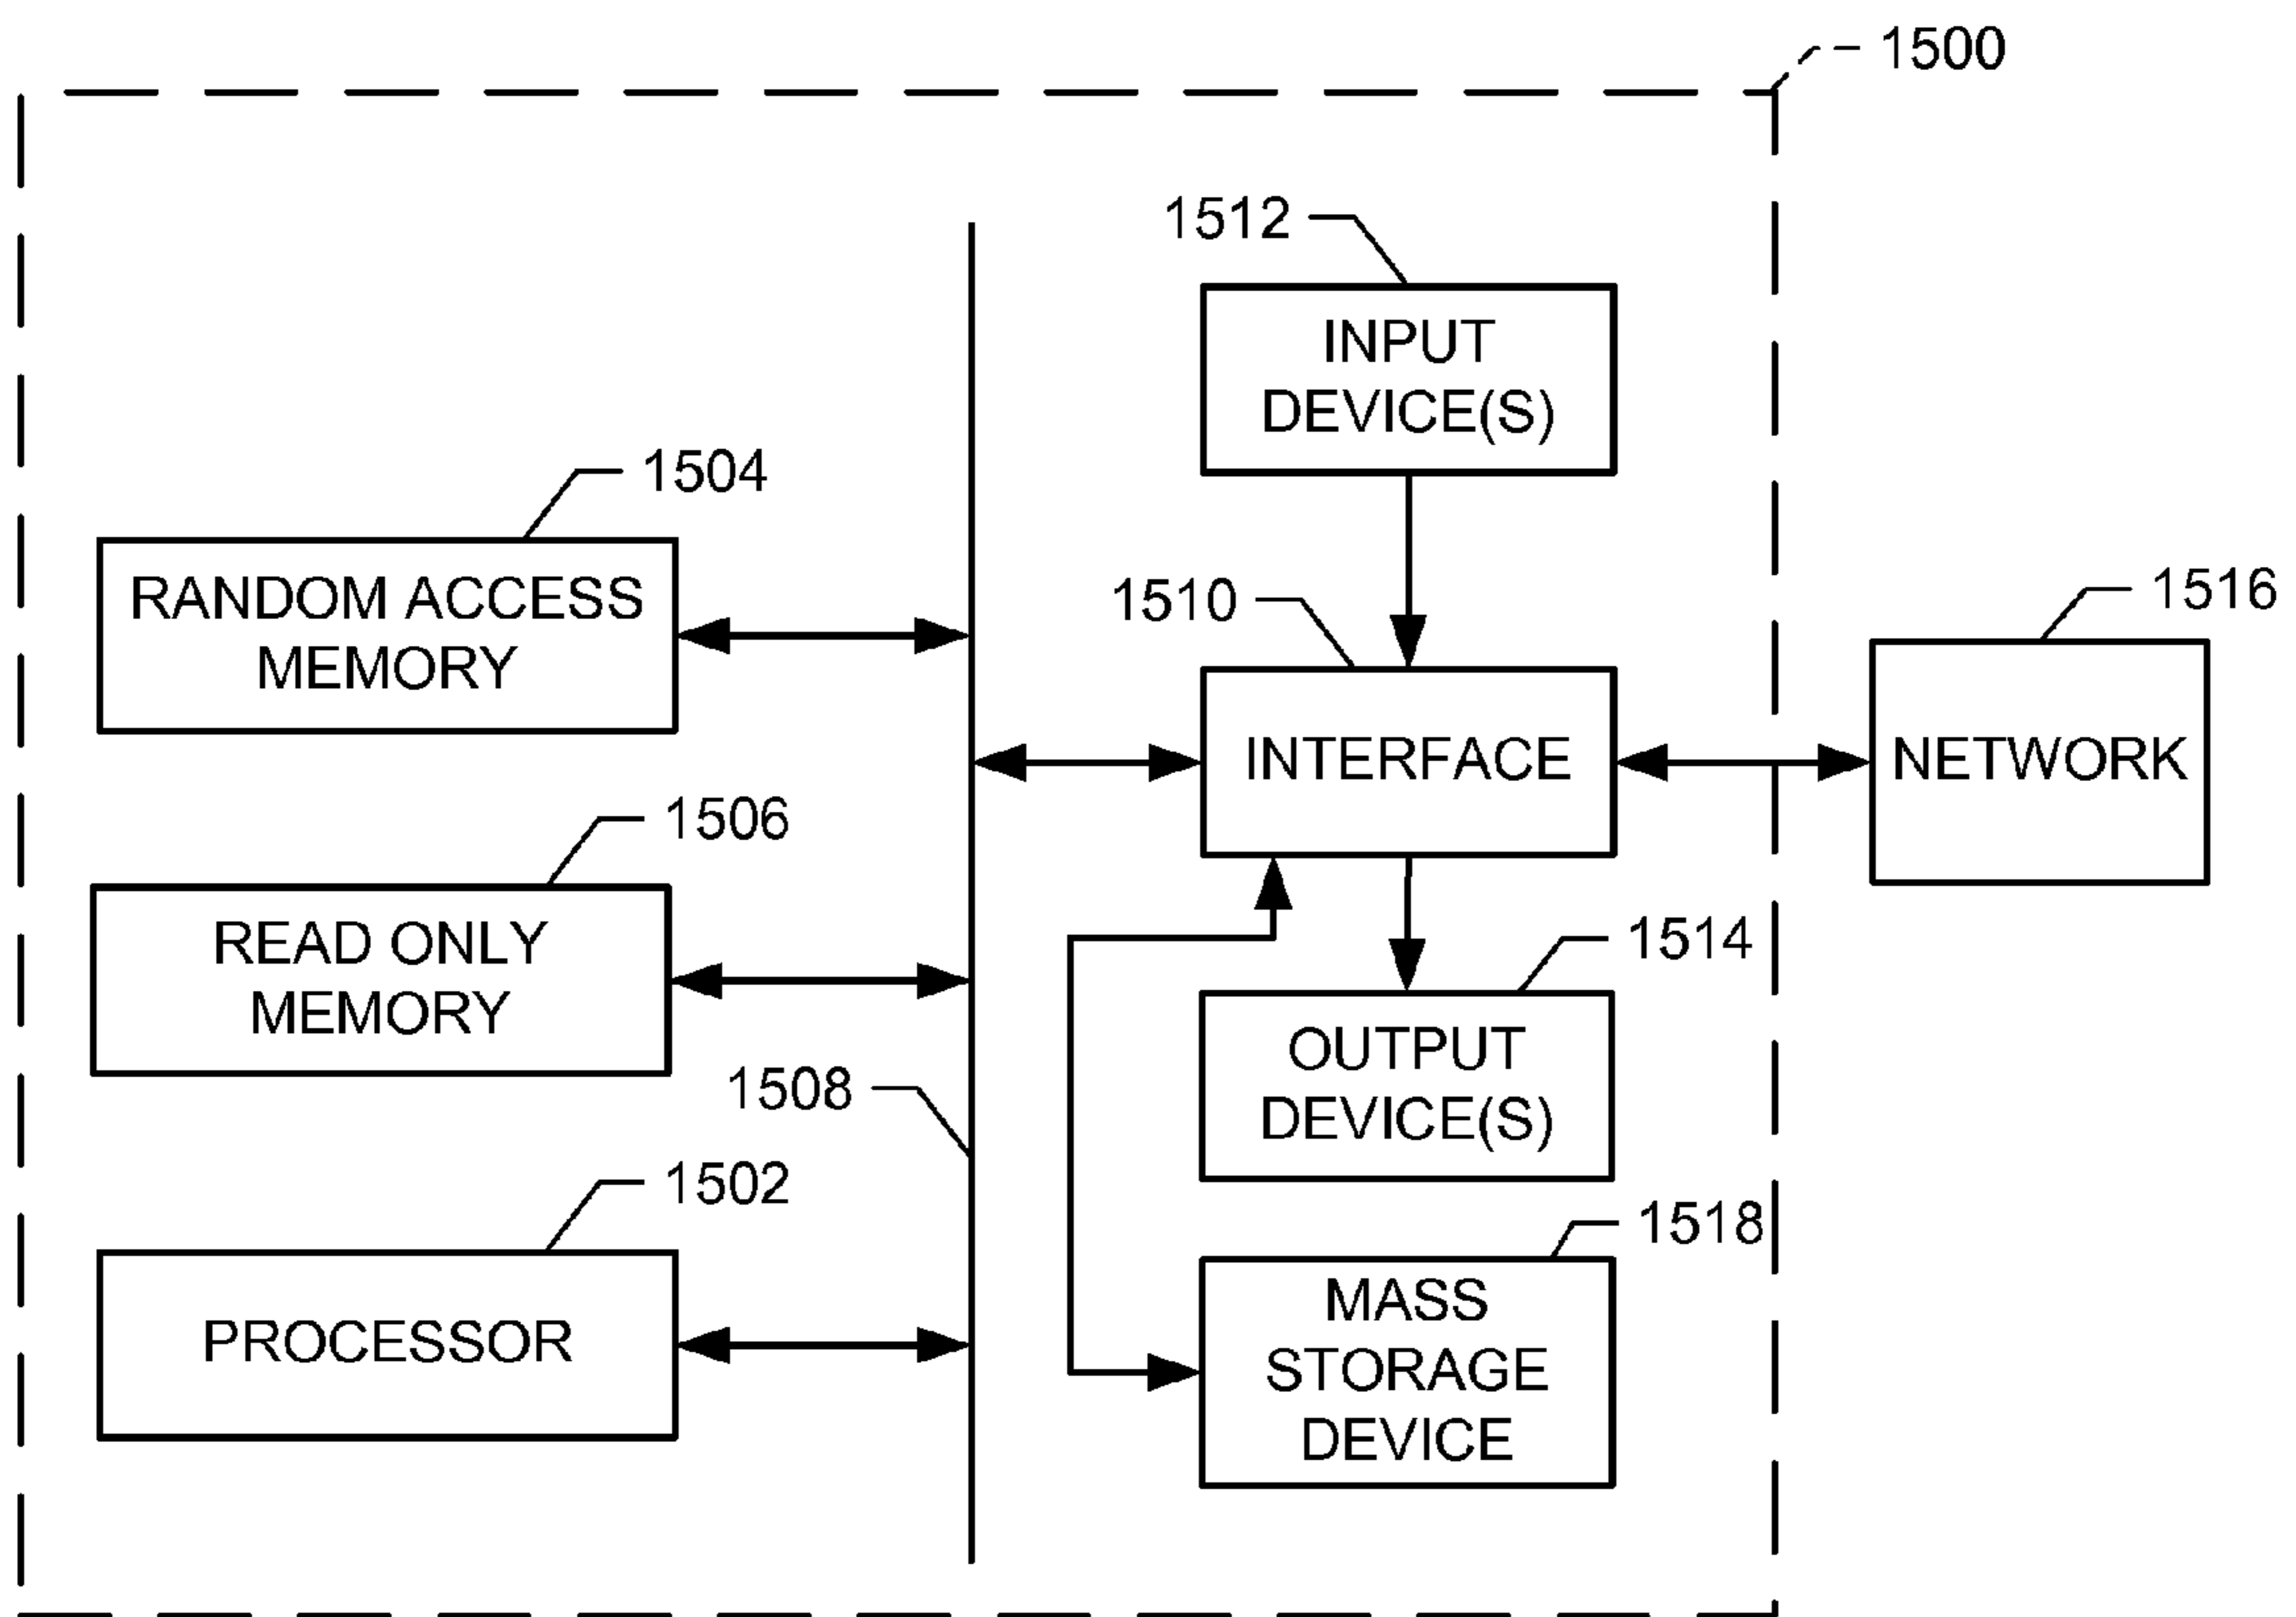 1500
1512
INPUT
DEVICE(S)
1504
RANDOM ACCESS
MEMORY
1510
INTERFACE
1516
NETWORK
1506
READ ONLY
MEMORY
1508
1514
OUTPUT
DEVICE(S)
1502
PROCESSOR
1518
MASS
STORAGE
DEVICE